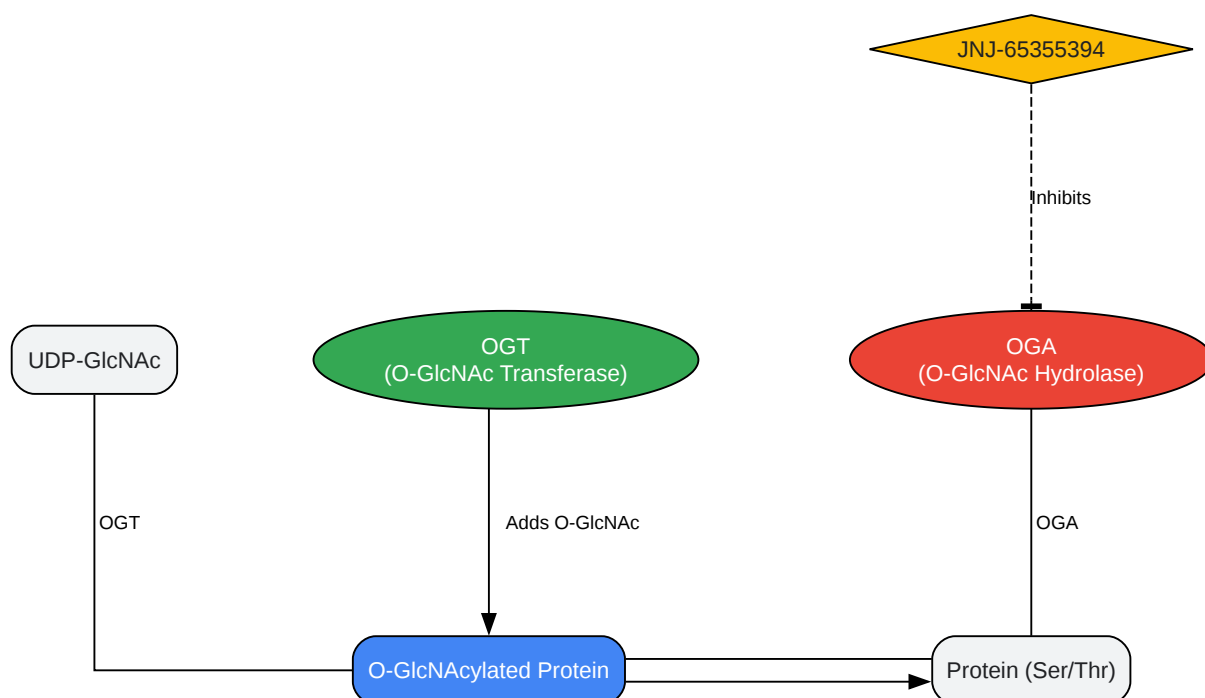 JNJ-65355394
Inhibits
UDP-GlcNAc
OGT
(O-GlcNAc Transferase)
OGA
(O-GlcNAc Hydrolase)
OGT
Adds O-GlcNAc
OGA
O-GlcNAcylated Protein
Protein (Ser/Thr)